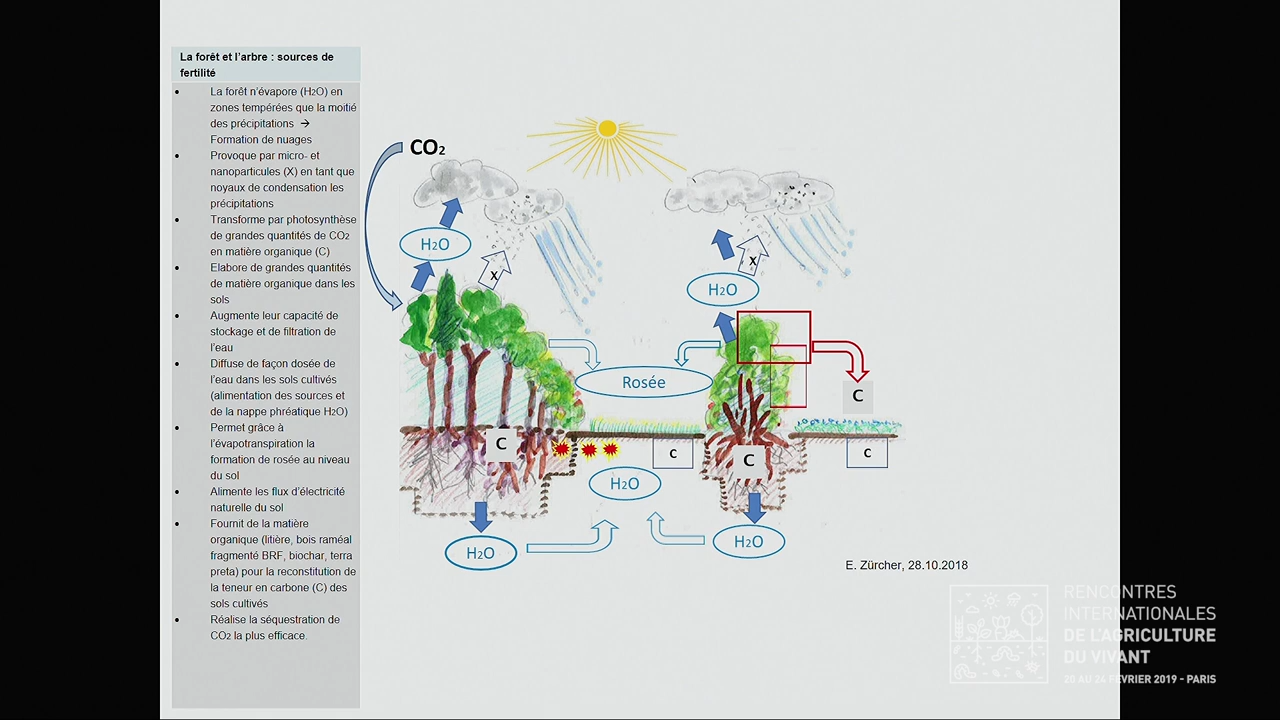 La forêt et l'arbre : sources de
fertilité
• La forêt n'évapore (H2O) en
zones tempérées que la moitié
des précipitations →
Formation de nuages
• Provoque par micro- et
nanoparticules (X) en tant que
noyaux de condensation les
précipitations
• Transforme par photosynthèse
de grandes quantités de CO2
en matière organique (C)
• Elabore de grandes quantités
de matière organique dans les
sols
• Augmente leur capacité de
stockage et de filtration de
l'eau
• Diffuse de façon dosée de
l'eau dans les sols cultivés
(alimentation des sources et
de la nappe phréatique H2O)
• Permet grâce à
l'évapotranspiration la
formation de rosée au niveau
du sol
• Alimente les flux d'électricité
naturelle du sol
• Fournit de la matière
organique (litière, bois raméal
fragmenté BRF, biochar, terra
preta) pour la reconstitution de
la teneur en carbone (C) des
sols cultivés
• Réalise la séquestration de
CO2 la plus efficace.
CO2
H2O
X
H2O
X
Rosée
C
C
C
C
C
H2O
H2O
H2O
E. Zürcher, 28.10.2018
RENCONTRES
INTERNATIONALES
DE L'AGRICULTURE
DU VIVANT
20 AU 24 FÉVRIER 2019 - PARIS